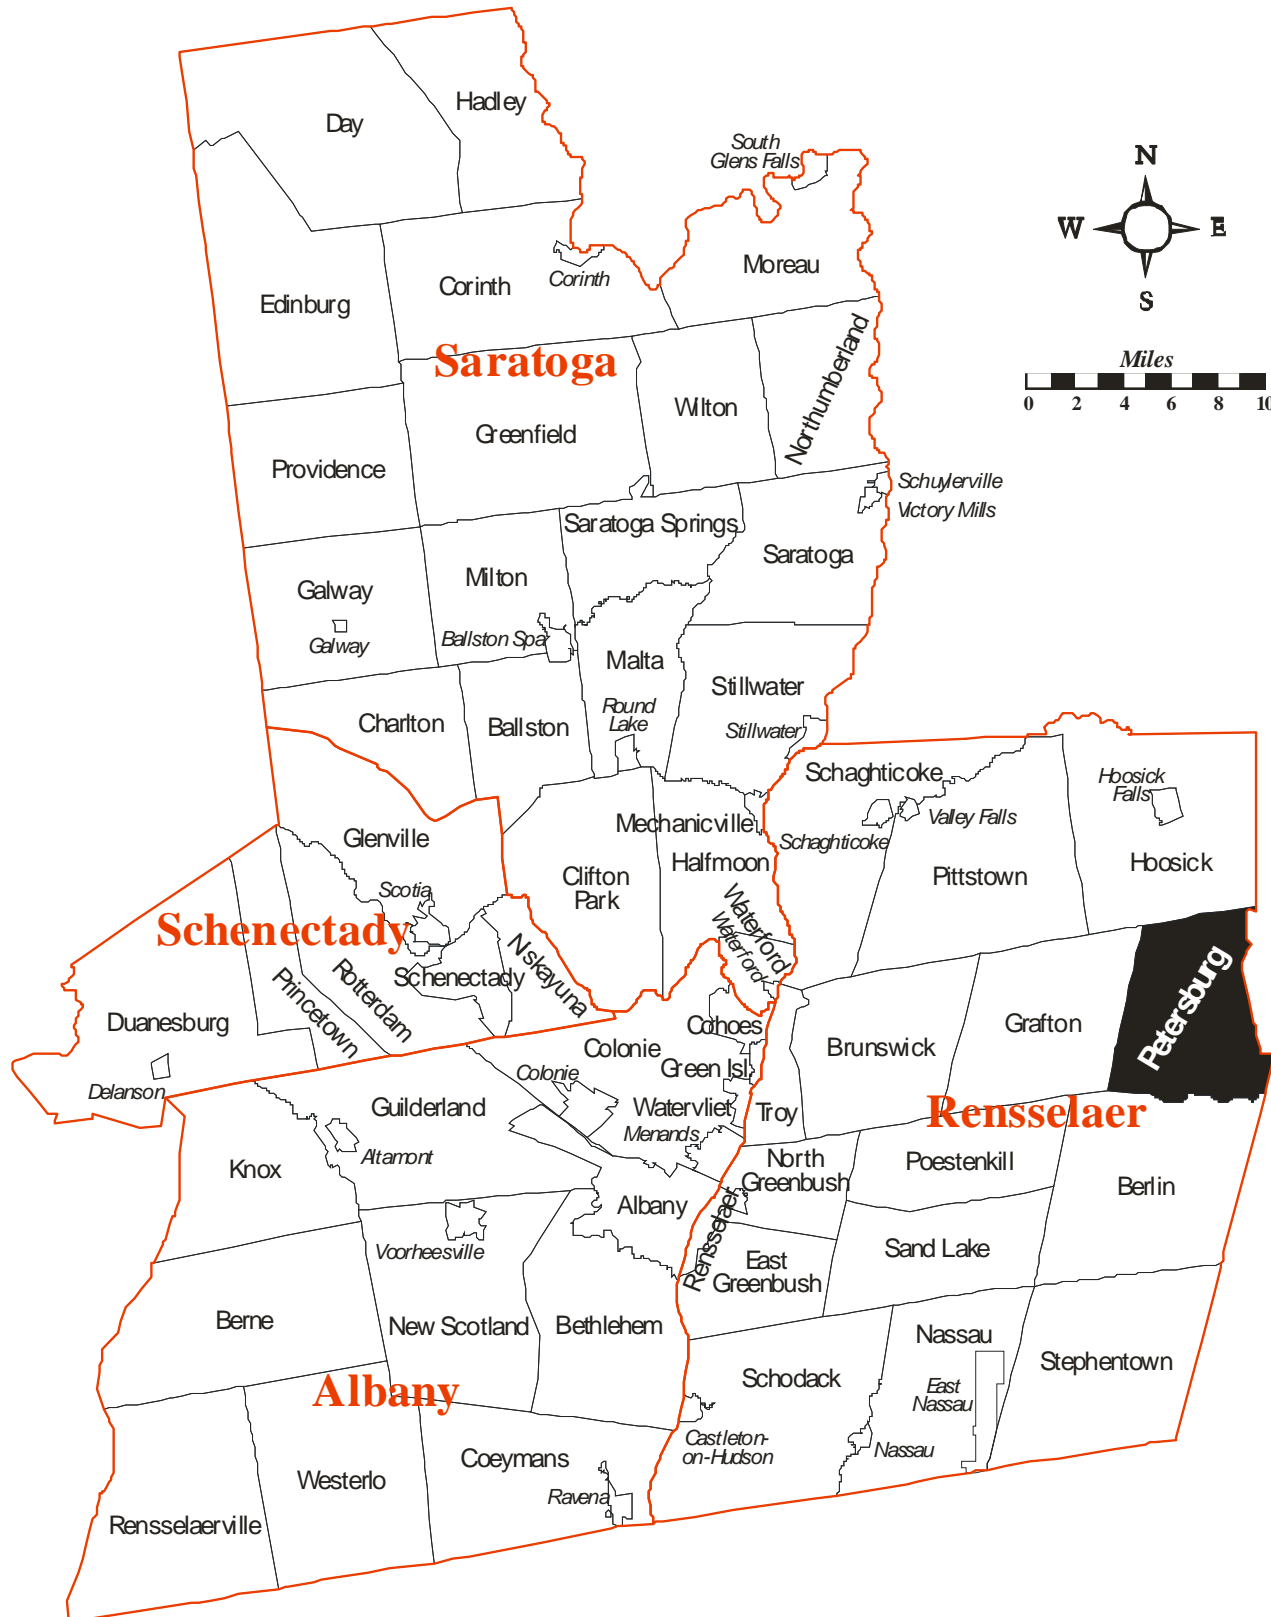 Hadley
Day
South
Glens Falls
N
W
E
S
Moreau
Corinth
Corinth
Edinburg
Saratoga
Miles
0 2 4 6 8 10
Northumberland
Wilton
Greenfield
Providence
Schuylerville
Victory Mills
Saratoga Springs
Saratoga
Milton
Galway
Galway
Ballston Spa
Malta
Stillwater
Round
Lake
Stillwater
Charlton
Ballston
Schaghticoke
Hoosick
Falls
Mechanicville
Valley Falls
Schaghticoke
Glenville
Halfmoon
Hoosick
Clifton
Park
Pittstown
Scotia
Waterford
Waterford
Schenectady
Niskayuna
Schenectady
Rotterdam
Princetown
Petersburg
Duanesburg
Cohoes
Grafton
Colonie
Brunswick
Green Isl.
Colonie
Delanson
Guilderland
Watervliet
Troy
Rensselaer
Menands
Altamont
North
Greenbush
Poestenkill
Knox
Berlin
Albany
Rensselaer
Voorheesville
Sand Lake
East
Greenbush
Berne
New Scotland
Bethlehem
Nassau
Stephentown
Schodack
Albany
East
Nassau
Castleton-
on-Hudson
Nassau
Coeymans
Westerlo
Ravena
Rensselaerville